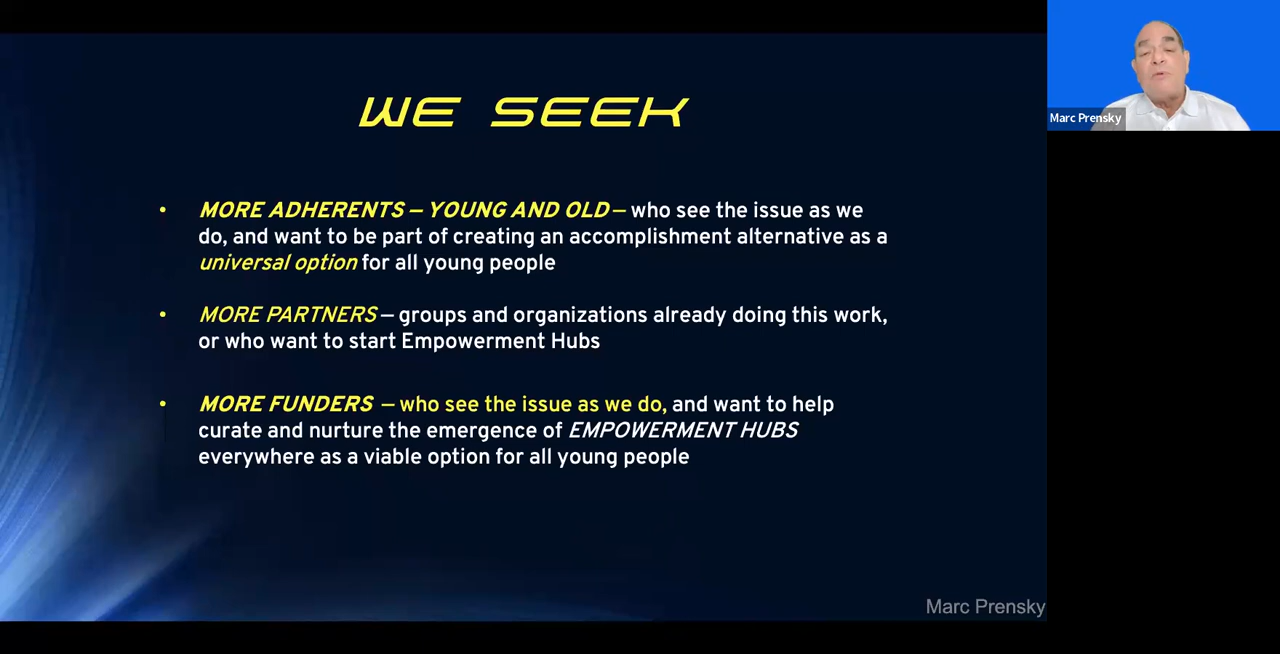 WE SEEK
• MORE ADHERENTS – YOUNG AND OLD – who see the issue as we
do, and want to be part of creating an accomplishment alternative as a
universal option for all young people
• MORE PARTNERS – groups and organizations already doing this work,
or who want to start Empowerment Hubs
• MORE FUNDERS – who see the issue as we do, and want to help
curate and nurture the emergence of EMPOWERMENT HUBS
everywhere as a viable option for all young people
Marc Prensky
Marc Prensky